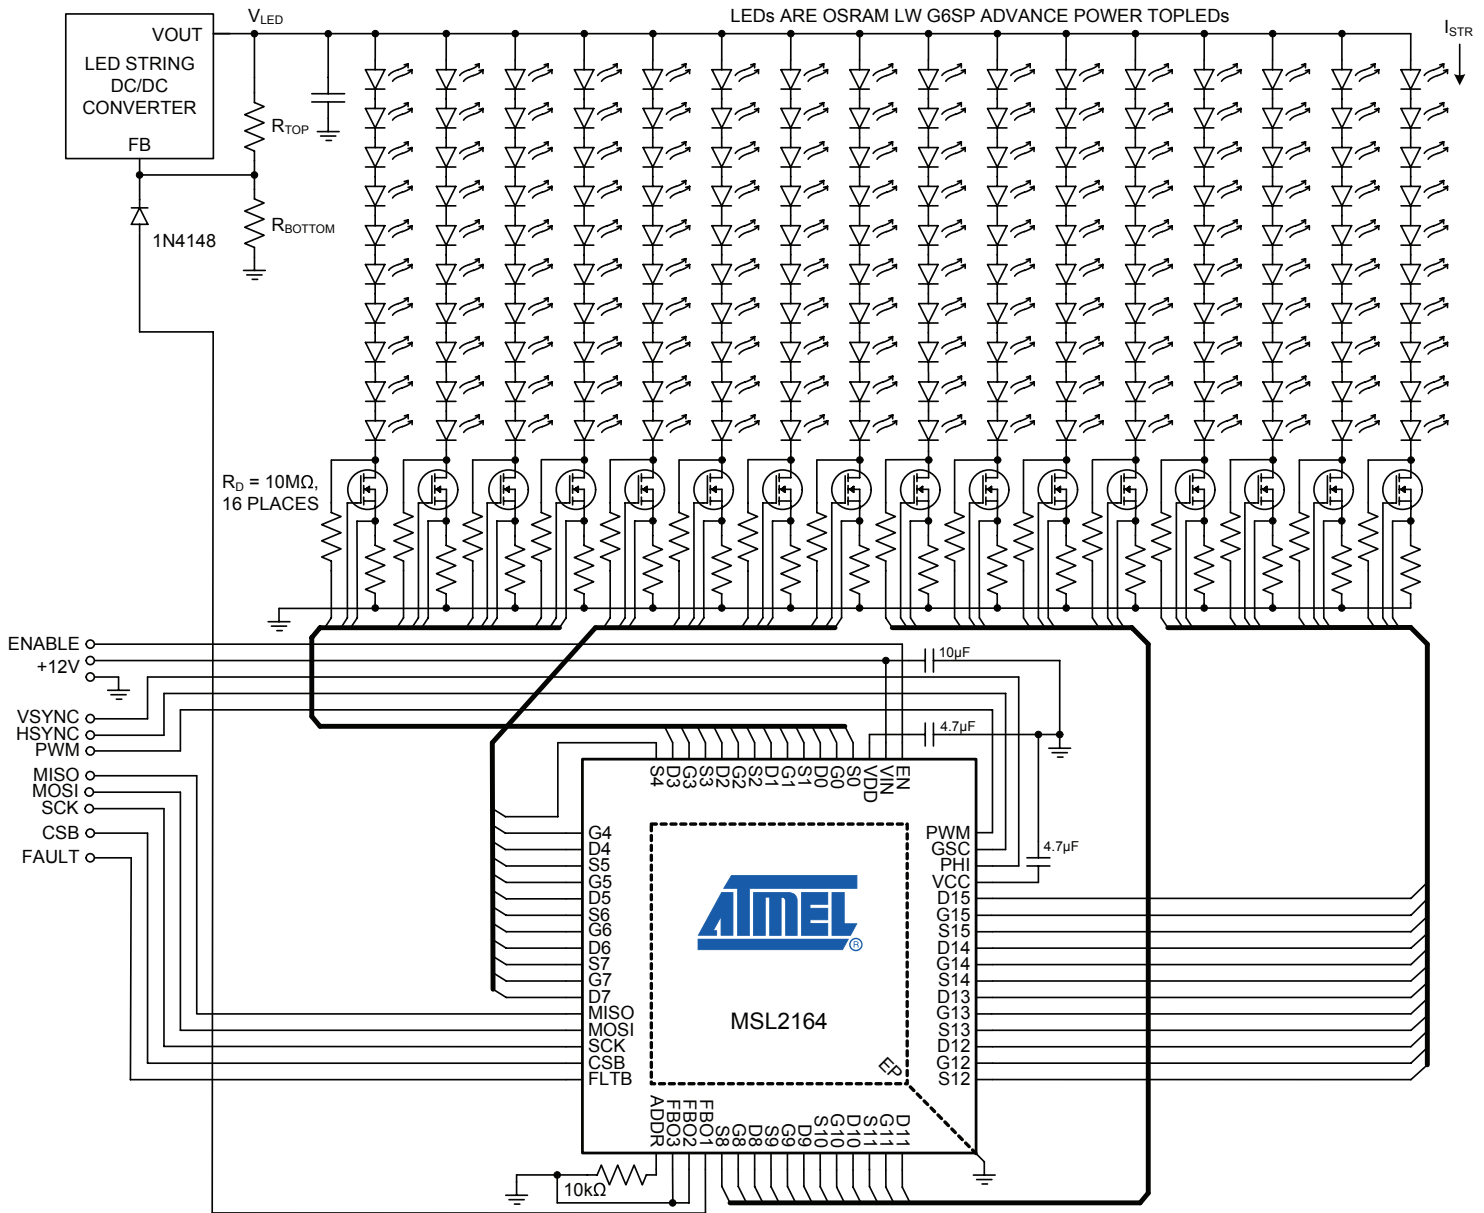 V_LED
LEDs ARE OSRAM LW G6SP ADVANCE POWER TOPLEDs
I_STR
VOUT
LED STRING
DC/DC
CONVERTER
FB
R_TOP
R_BOTTOM
1N4148
R_D = 10MΩ,
16 PLACES
ENABLE
+12V
VSYNC
HSYNC
PWM
MISO
MOSI
SCK
CSB
FAULT
10µF
4.7µF
4.7µF
S4
D3
G3
S3
D2
G2
S2
D1
G1
S1
D0
G0
S0
VDD
VIN
EN
G4
D4
S5
G5
D5
S6
G6
D6
S7
G7
D7
MISO
MOSI
SCK
CSB
FLTB
PWM
GSC
PHI
VCC
D15
G15
S15
D14
G14
S14
D13
G13
S13
D12
G12
S12
ATMEL
®
MSL2164
EP
ADDR
FBO3
FBO2
FBO1
S8
G8
D8
S9
G9
D9
S10
G10
D10
S11
G11
D11
10kΩ